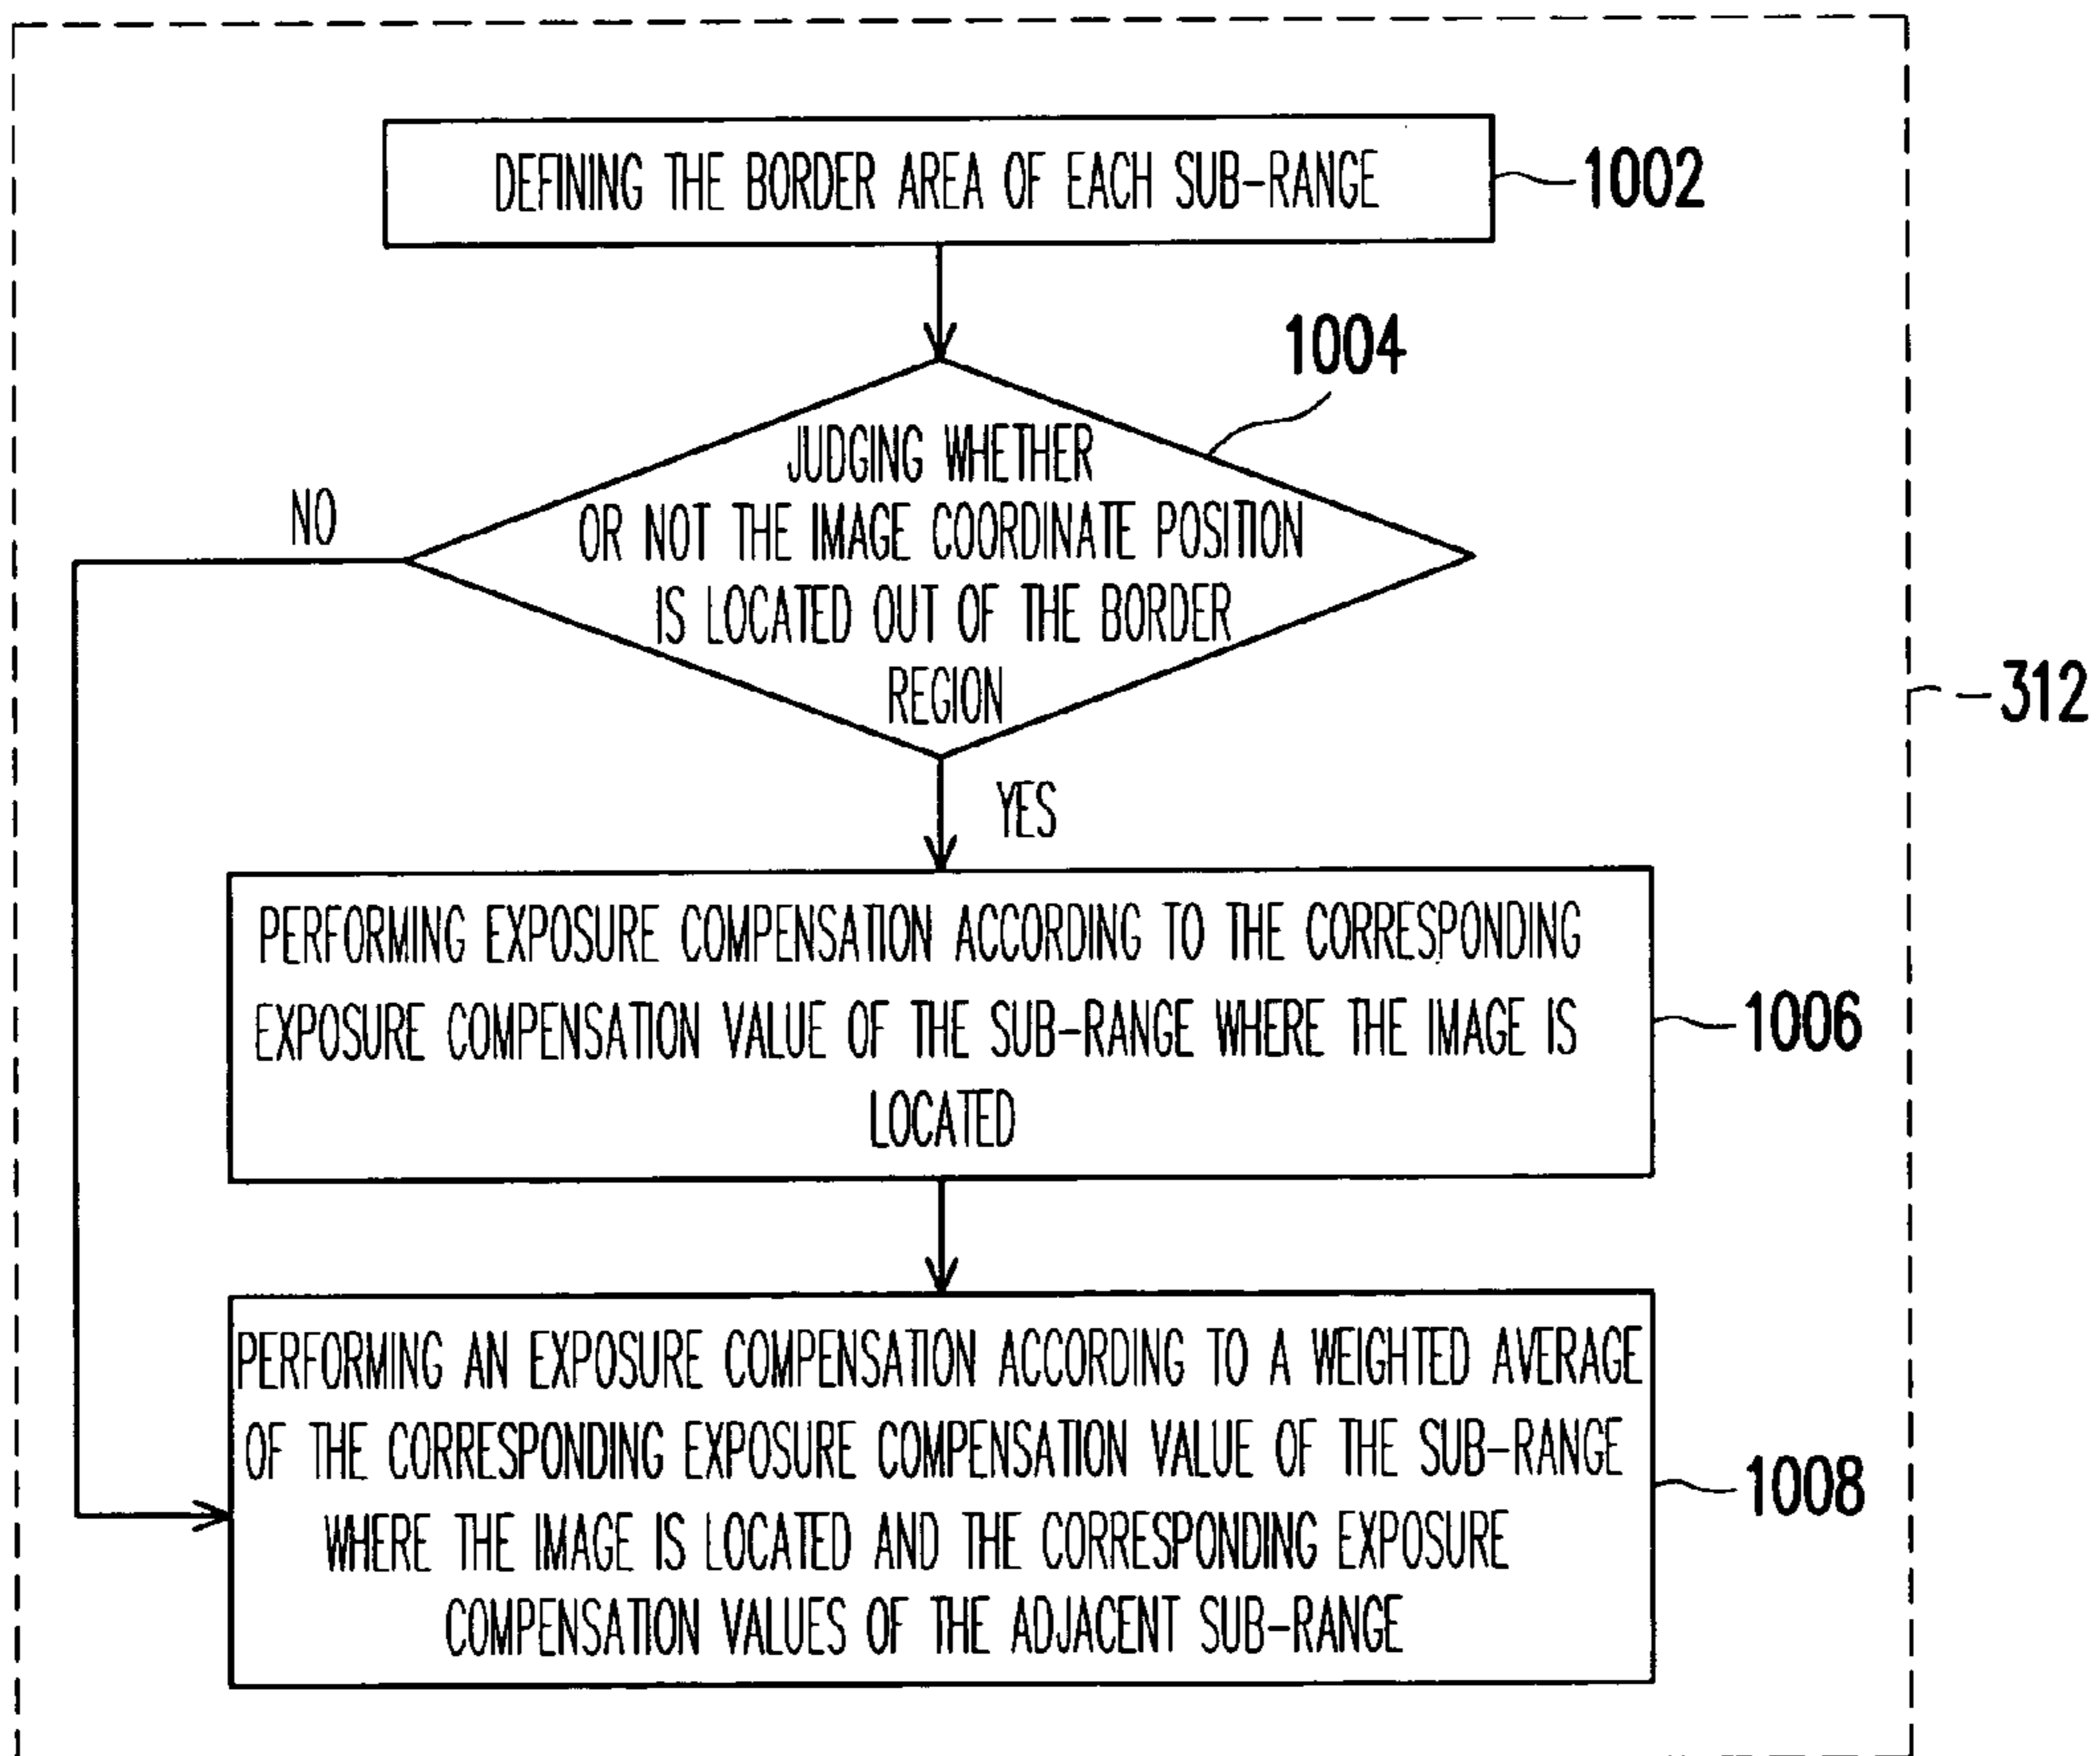 DEFINING THE BORDER AREA OF EACH SUB-RANGE
1002
1004
JUDGING WHETHER
OR NOT THE IMAGE COORDINATE POSITION
IS LOCATED OUT OF THE BORDER
REGION
NO
312
YES
PERFORMING EXPOSURE COMPENSATION ACCORDING TO THE CORRESPONDING
EXPOSURE COMPENSATION VALUE OF THE SUB-RANGE WHERE THE IMAGE IS
LOCATED
1006
PERFORMING AN EXPOSURE COMPENSATION ACCORDING TO A WEIGHTED AVERAGE
OF THE CORRESPONDING EXPOSURE COMPENSATION VALUE OF THE SUB-RANGE
WHERE THE IMAGE IS LOCATED AND THE CORRESPONDING EXPOSURE
COMPENSATION VALUES OF THE ADJACENT SUB-RANGE
1008